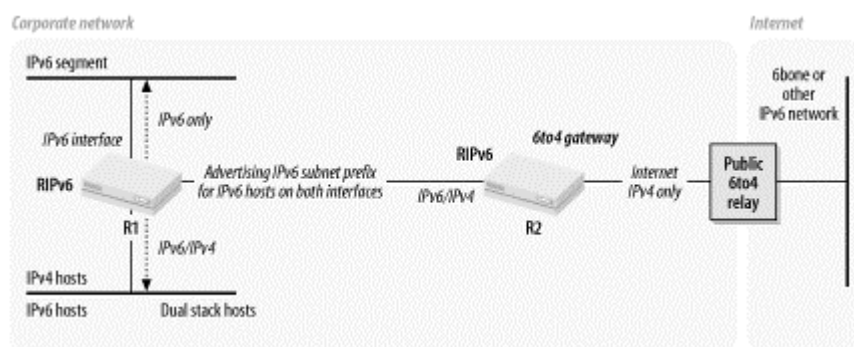 Corporate network
Internet
IPv6 segment
IPv6 only
IPv6 interface
RIPv6
R1
Advertising IPv6 subnet prefix
for IPv6 hosts on both interfaces
IPv6/IPv4
IPv4 hosts
IPv6 hosts
Dual stack hosts
RIPv6
6to4 gateway
IPv6/IPv4
R2
Internet
IPv4 only
Public
6to4
relay
6bone or
other
IPv6 network